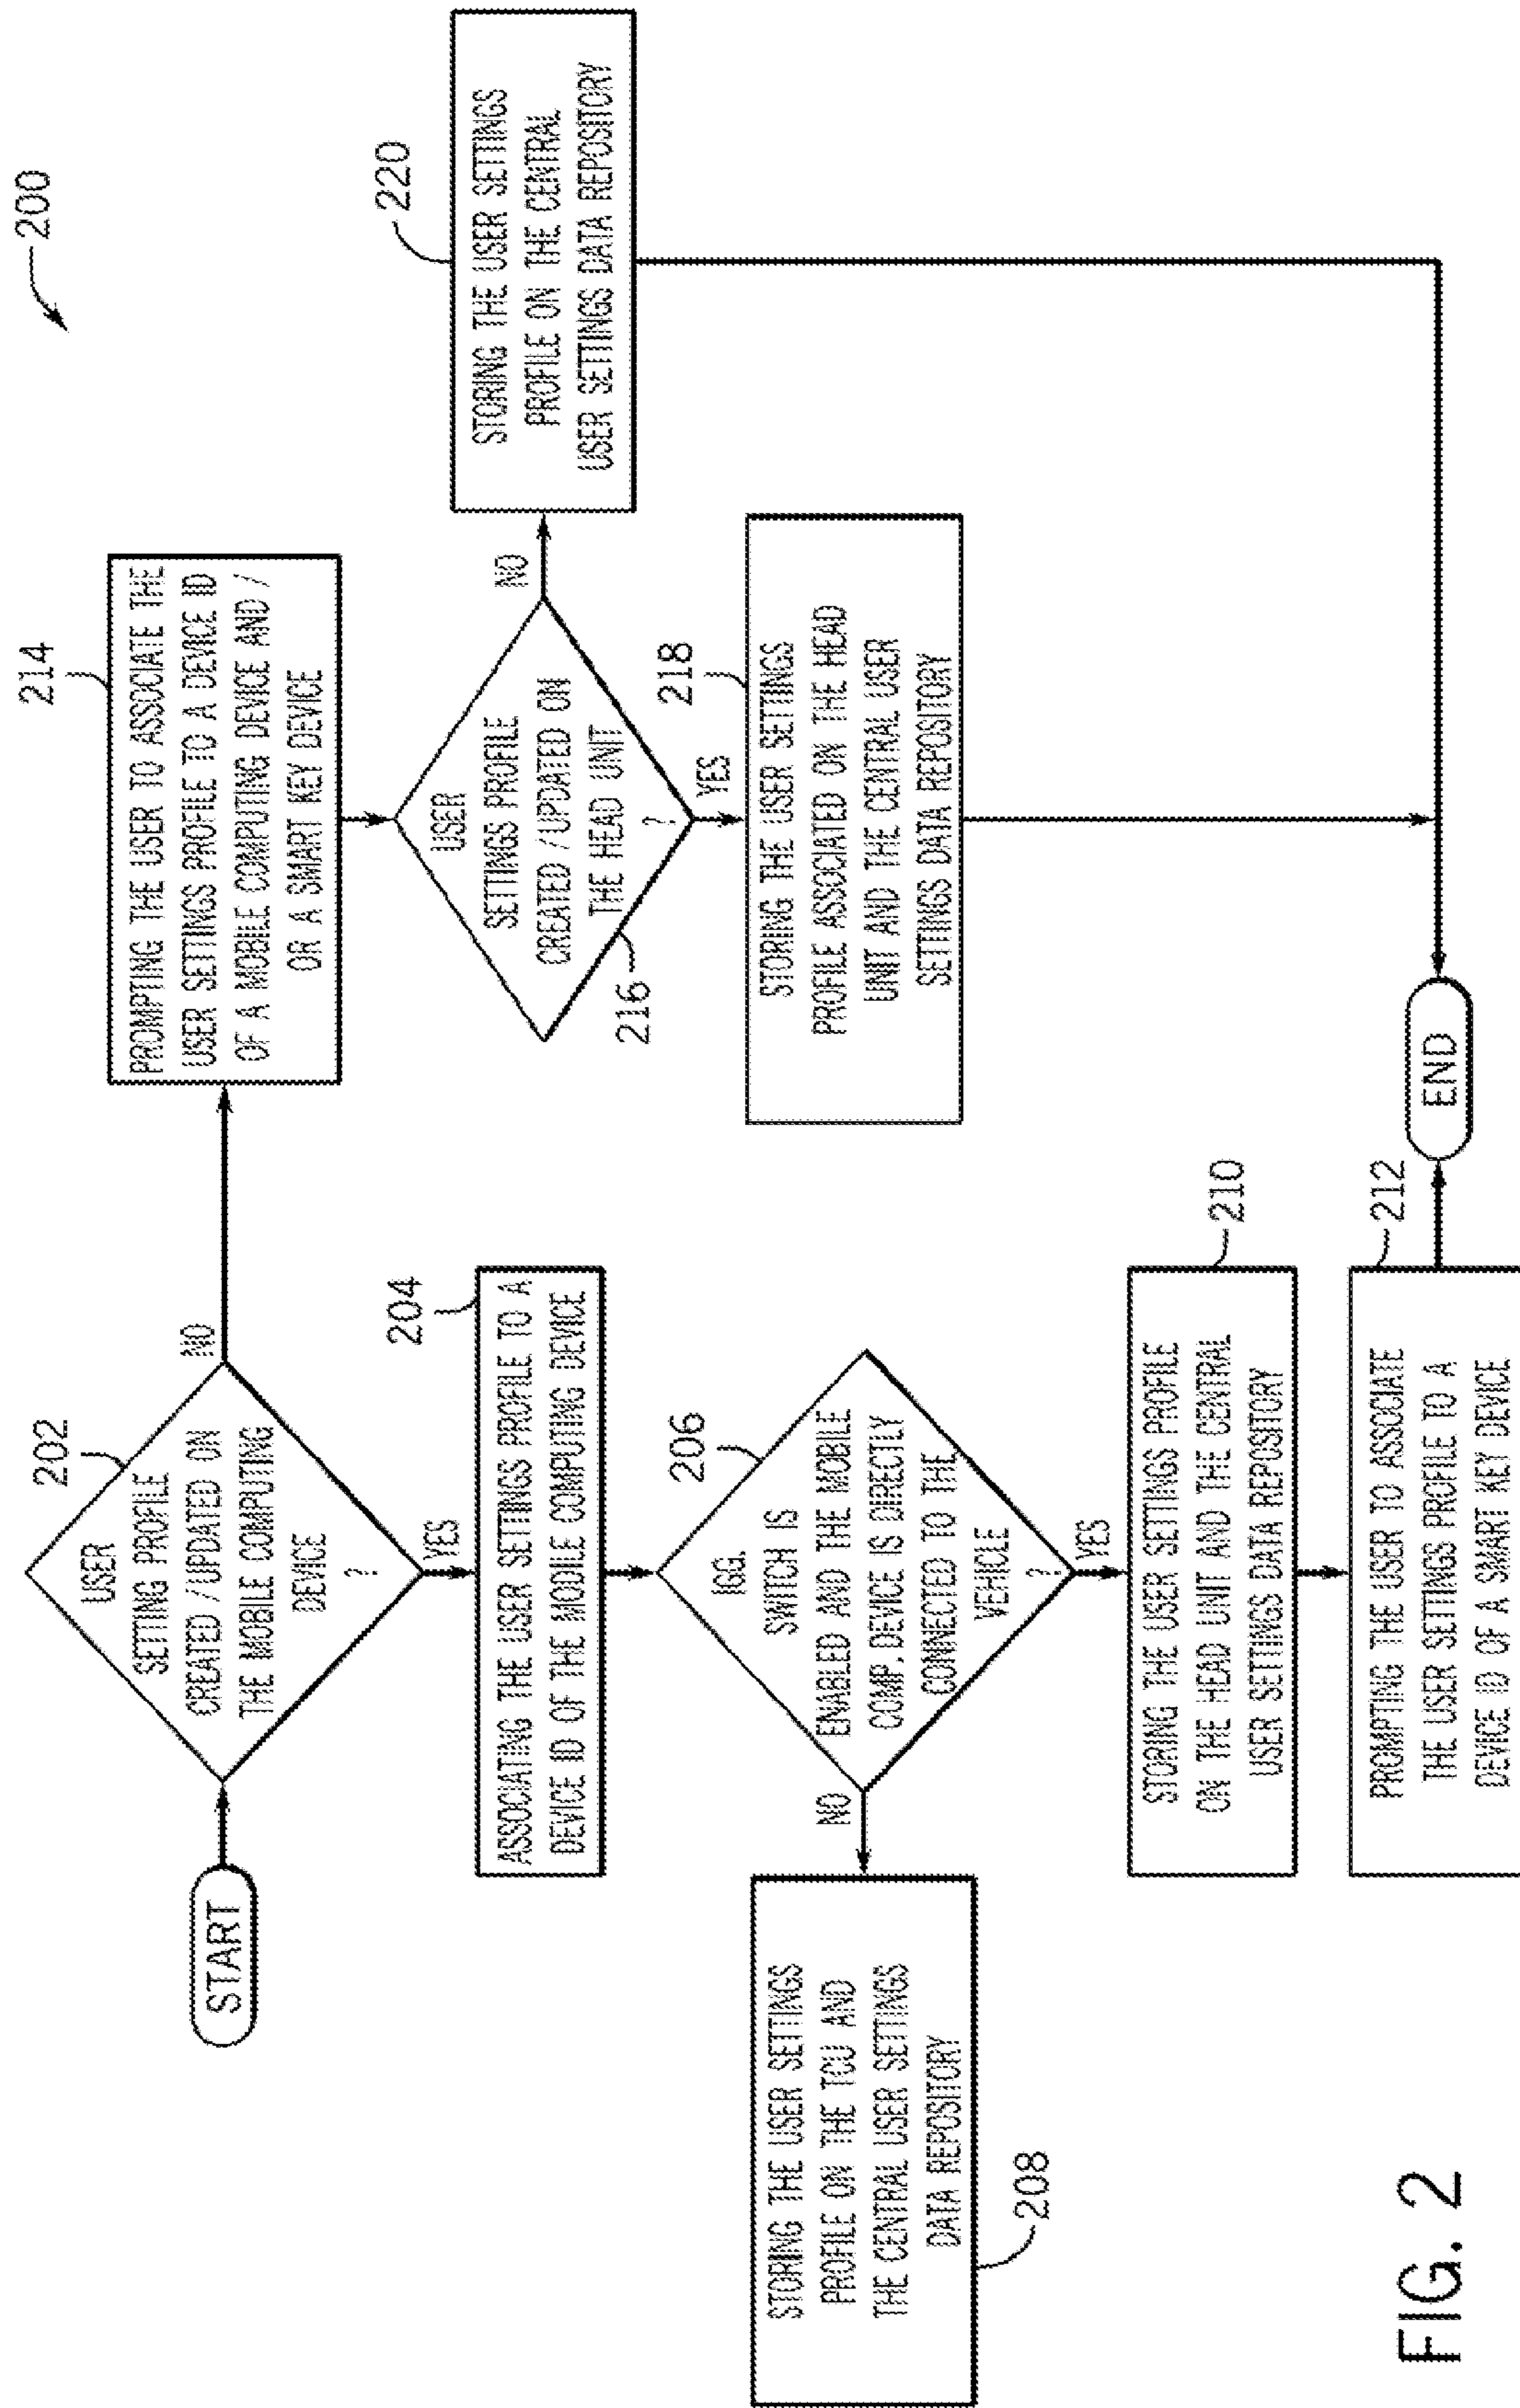 200
START
USER
SETTING PROFILE
CREATED/UPDATED ON
THE MOBILE COMPUTING
DEVICE
?
202
NO
YES
214
PROMPTING THE USER TO ASSOCIATE THE
USER SETTINGS PROFILE TO A DEVICE ID
OF A MOBILE COMPUTING DEVICE AND /
OR A SMART KEY DEVICE
204
ASSOCIATING THE USER SETTINGS PROFILE TO A
DEVICE ID OF THE MOBILE COMPUTING DEVICE
USER
SETTINGS PROFILE
CREATED/UPDATED ON
THE HEAD UNIT
?
216
NO
YES
220
STORING THE USER SETTINGS
PROFILE ON THE CENTRAL
USER SETTINGS DATA REPOSITORY
206
IGG.
SWITCH IS
ENABLED AND THE MOBILE
COMP. DEVICE IS DIRECTLY
CONNECTED TO THE
VEHICLE
?
NO
YES
STORING THE USER SETTINGS
PROFILE ON THE TCU AND
THE CENTRAL USER SETTINGS
DATA REPOSITORY
208
218
STORING THE USER SETTINGS
PROFILE ASSOCIATED ON THE HEAD
UNIT AND THE CENTRAL USER
SETTINGS DATA REPOSITORY
210
STORING THE USER SETTINGS PROFILE
ON THE HEAD UNIT AND THE CENTRAL
USER SETTINGS DATA REPOSITORY
212
PROMPTING THE USER TO ASSOCIATE
THE USER SETTINGS PROFILE TO A
DEVICE ID OF A SMART KEY DEVICE
END
FIG. 2